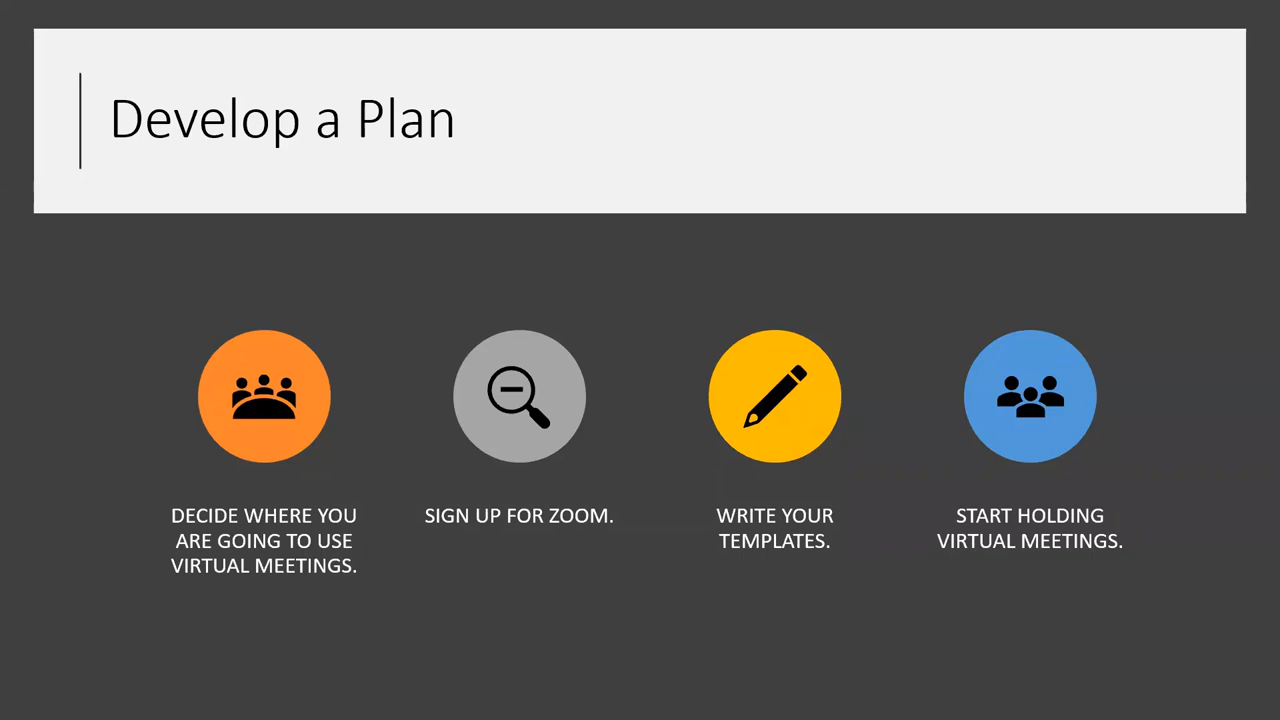 Develop a Plan
DECIDE WHERE YOU
ARE GOING TO USE
VIRTUAL MEETINGS.
SIGN UP FOR ZOOM.
WRITE YOUR
TEMPLATES.
START HOLDING
VIRTUAL MEETINGS.